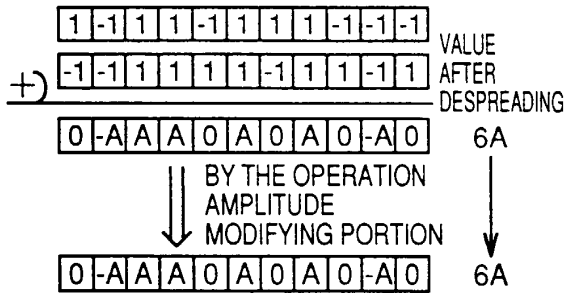 1 -1 1 1 -1 1 1 1 -1 -1 -1
VALUE
-1 -1 1 1 1 1 -1 1 1 -1 1
AFTER
+)
DESPREADING
0 -A A A 0 A 0 A 0 -A 0 6A
BY THE OPERATION
AMPLITUDE
MODIFYING PORTION
0 -A A A 0 A 0 A 0 -A 0 6A